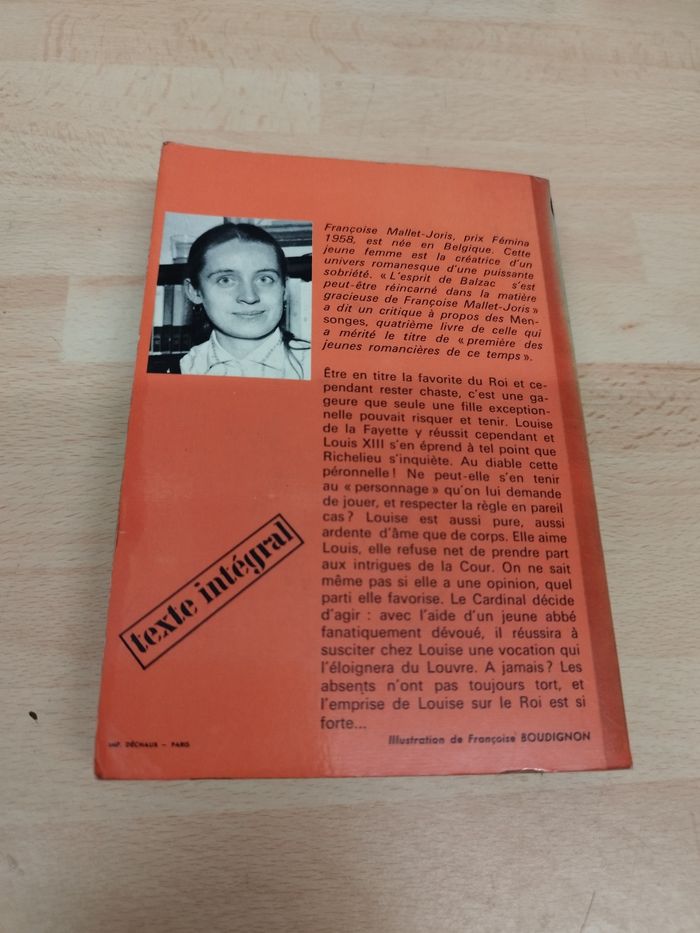 Françoise Mallet-Joris, prix Fémina
1958, est née en Belgique. Cette
jeune femme est la créatrice d'un
univers romanesque d'une puissante
sobriété. « L'esprit de Balzac s'est
peut-être réincarné dans la matière
gracieuse de Françoise Mallet-Joris »
a dit un critique à propos des Men-
songes, quatrième livre de celle qui
a mérité le titre de « première des
jeunes romancières de ce temps ».
Être en titre la favorite du Roi et ce-
pendant rester chaste, c'est une ga-
geure que seule une fille exception-
nelle pouvait risquer et tenir. Louise
de la Fayette y réussit cependant et
Louis XIII s'en éprend à tel point que
Richelieu s'inquiète. Au diable cette
péronnelle ! Ne peut-elle s'en tenir
au « personnage » qu'on lui demande
de jouer, et respecter la règle en pareil
cas ? Louise est aussi pure, aussi
ardente d'âme que de corps. Elle aime
Louis, elle refuse net de prendre part
aux intrigues de la Cour. On ne sait
même pas si elle a une opinion, quel
parti elle favorise. Le Cardinal décide
d'agir : avec l'aide d'un jeune abbé
fanatiquement dévoué, il réussira à
susciter chez Louise une vocation qui
l'éloignera du Louvre. A jamais ? Les
absents n'ont pas toujours tort, et
l'emprise de Louise sur le Roi est si
forte...
texte intégral
Illustration de Françoise BOUDIGNON
IMP. DÉCHAUX - PARIS